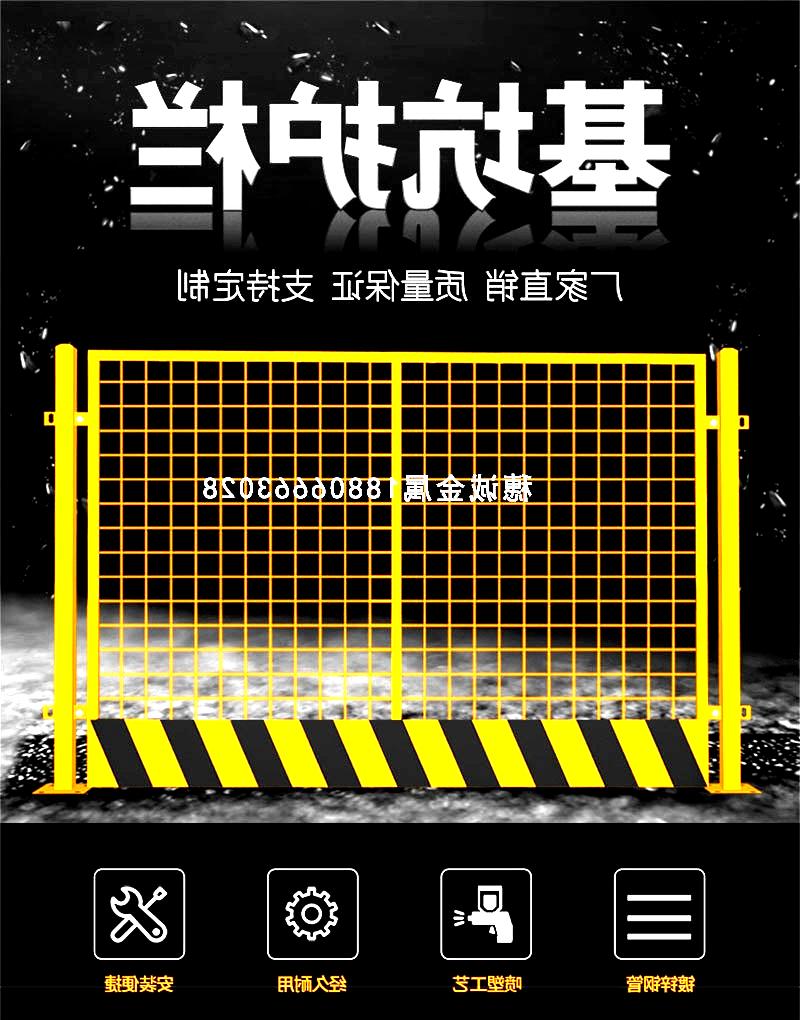 基坑护栏
厂家直销 质量保证 支持定制
穗诚金属18806663028
镀锌钢管
喷塑工艺
经久耐用
安装便捷